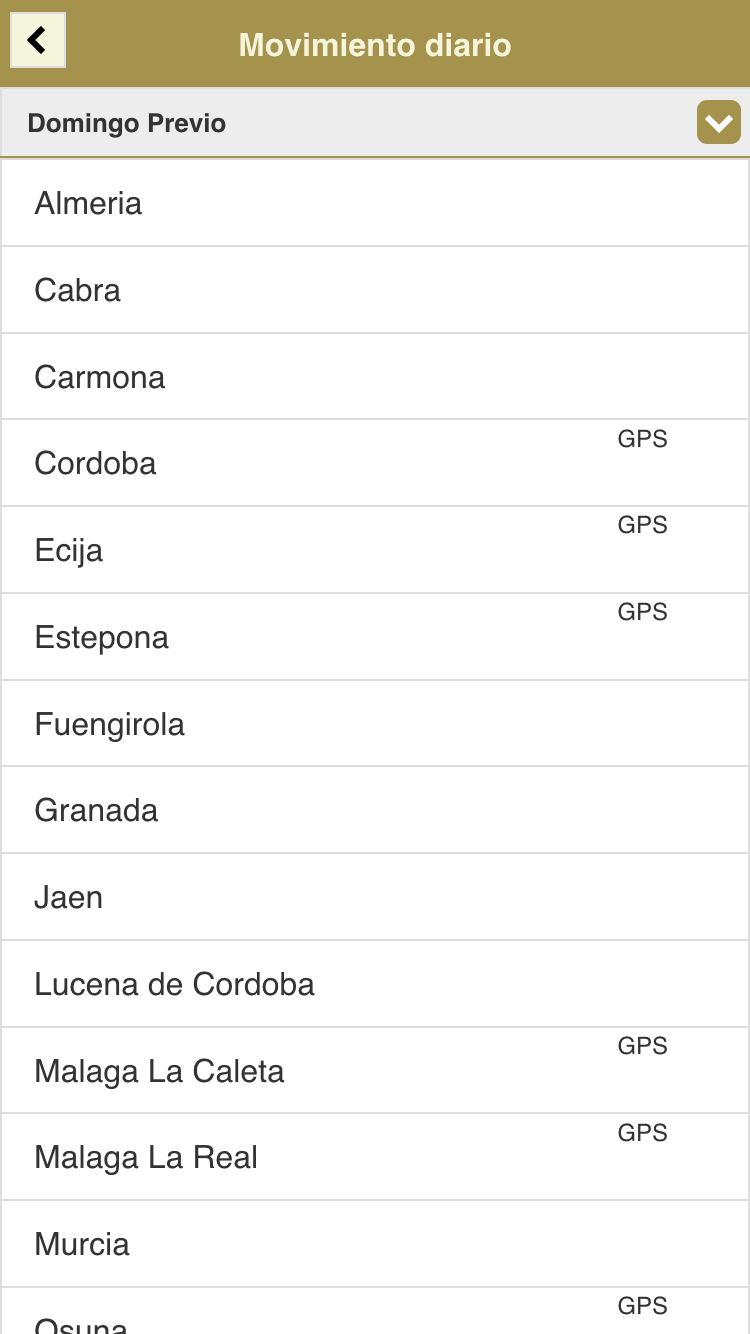 Movimiento diario
Domingo Previo
Almeria
Cabra
Carmona
Cordoba GPS
Ecija GPS
Estepona GPS
Fuengirola
Granada
Jaen
Lucena de Cordoba
Malaga La Caleta GPS
Malaga La Real GPS
Murcia
Osuna GPS